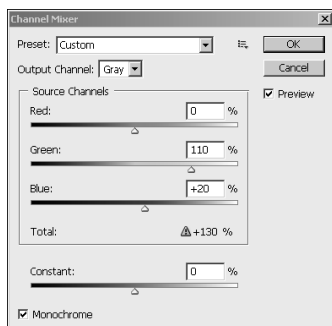 Channel Mixer
Preset: Custom
OK
Output Channel: Gray
Cancel
Source Channels
Preview
Red: 0 %
Green: 110 %
Blue: +20 %
Total: +130 %
Constant: 0 %
Monochrome